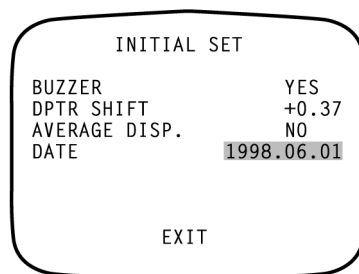 INITIAL SET
BUZZER YES
DPTR SHIFT +0.37
AVERAGE DISP. NO
DATE 1998.06.01
EXIT